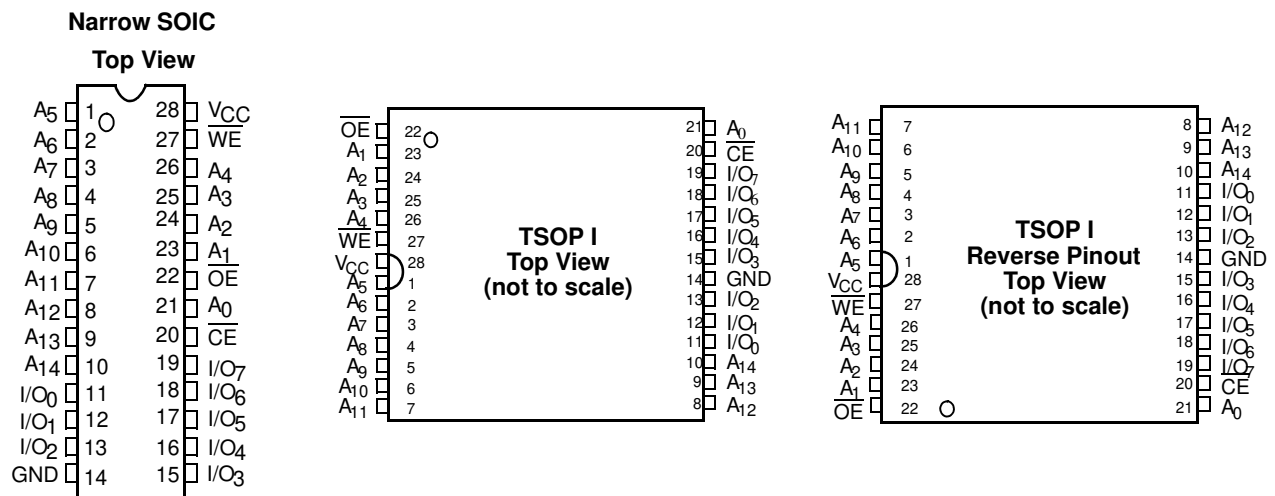 Narrow SOIC
Top View
A5 1 28 VCC
A6 2 27 W̅E̅
A7 3 26 A4
A8 4 25 A3
A9 5 24 A2
A10 6 23 A1
A11 7 22 O̅E̅
A12 8 21 A0
A13 9 20 C̅E̅
A14 10 19 I/O7
I/O0 11 18 I/O6
I/O1 12 17 I/O5
I/O2 13 16 I/O4
GND 14 15 I/O3
O̅E̅ 22 21 A0
A1 23 20 C̅E̅
A2 24 19 I/O7
A3 25 18 I/O6
A4 26 17 I/O5
W̅E̅ 27 16 I/O4
VCC 28 15 I/O3
A5 1 14 GND
A6 2 13 I/O2
A7 3 12 I/O1
A8 4 11 I/O0
A9 5 10 A14
A10 6 9 A13
A11 7 8 A12
TSOP I
Top View
(not to scale)
A11 7 8 A12
A10 6 9 A13
A9 5 10 A14
A8 4 11 I/O0
A7 3 12 I/O1
A6 2 13 I/O2
A5 1 14 GND
VCC 28 15 I/O3
W̅E̅ 27 16 I/O4
A4 26 17 I/O5
A3 25 18 I/O6
A2 24 19 I/O7
A1 23 20 C̅E̅
O̅E̅ 22 21 A0
TSOP I
Reverse Pinout
Top View
(not to scale)